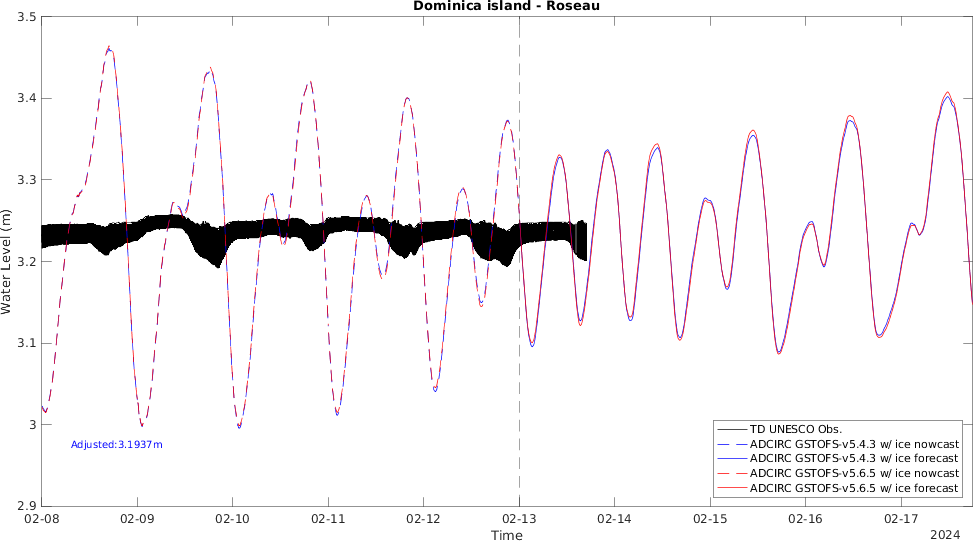 Dominica island - Roseau
3.5
3.4
3.3
3.2
3.1
3
2.9
Water Level (m)
Adjusted:3.1937m
TD UNESCO Obs.
ADCIRC GSTOFS-v5.4.3 w/ ice nowcast
ADCIRC GSTOFS-v5.4.3 w/ ice forecast
ADCIRC GSTOFS-v5.6.5 w/ ice nowcast
ADCIRC GSTOFS-v5.6.5 w/ ice forecast
02-08 02-09 02-10 02-11 02-12 02-13 02-14 02-15 02-16 02-17
Time
2024